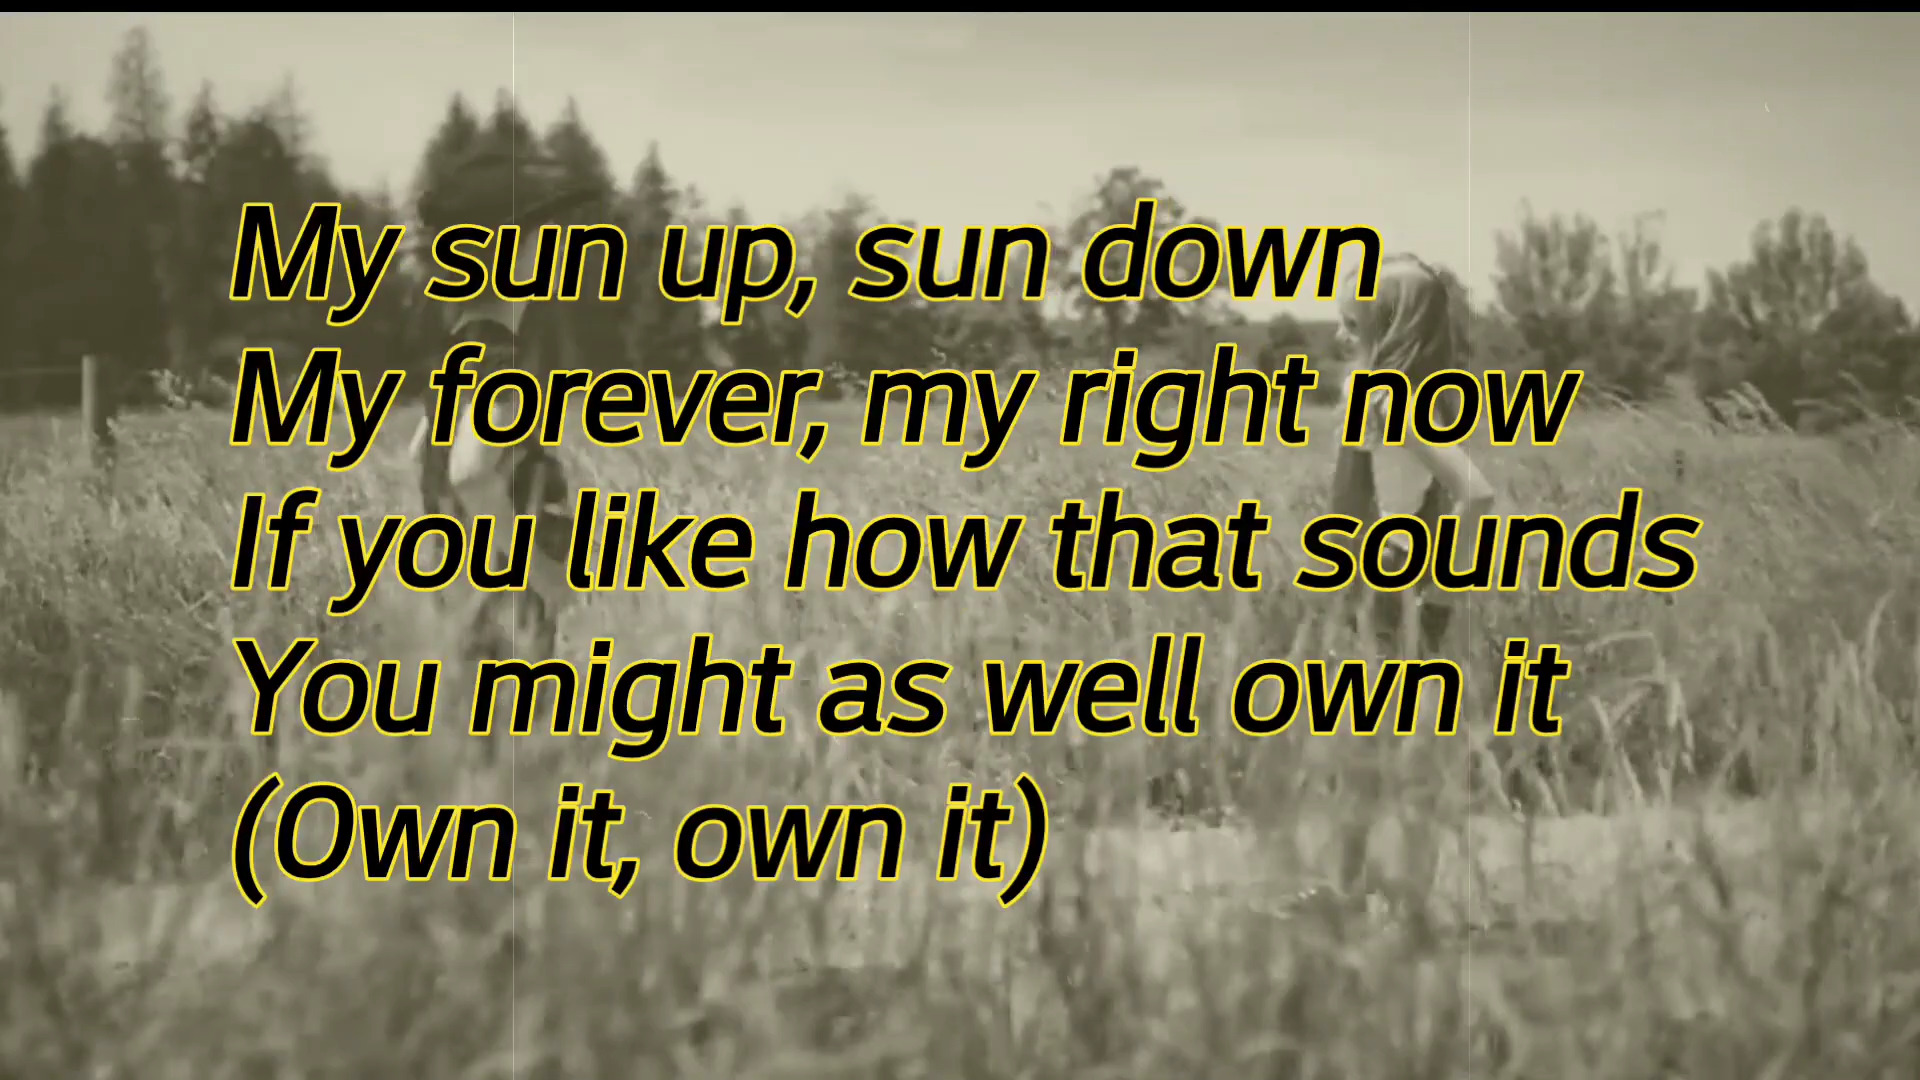 My sun up, sun down
My forever, my right now
If you like how that sounds
You might as well own it
(Own it, own it)